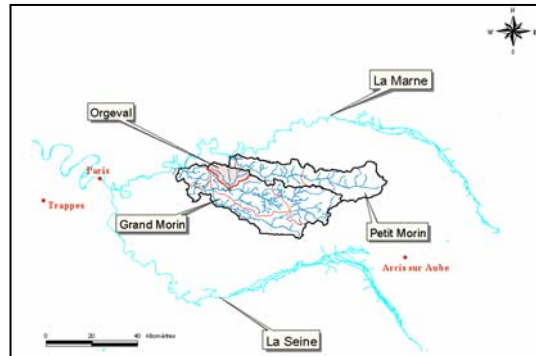 N
W E
S
La Marne
Orgeval
Paris
Trappes
Grand Morin
Petit Morin
Arcis sur Aube
La Seine
0 20 40 Kilomètres